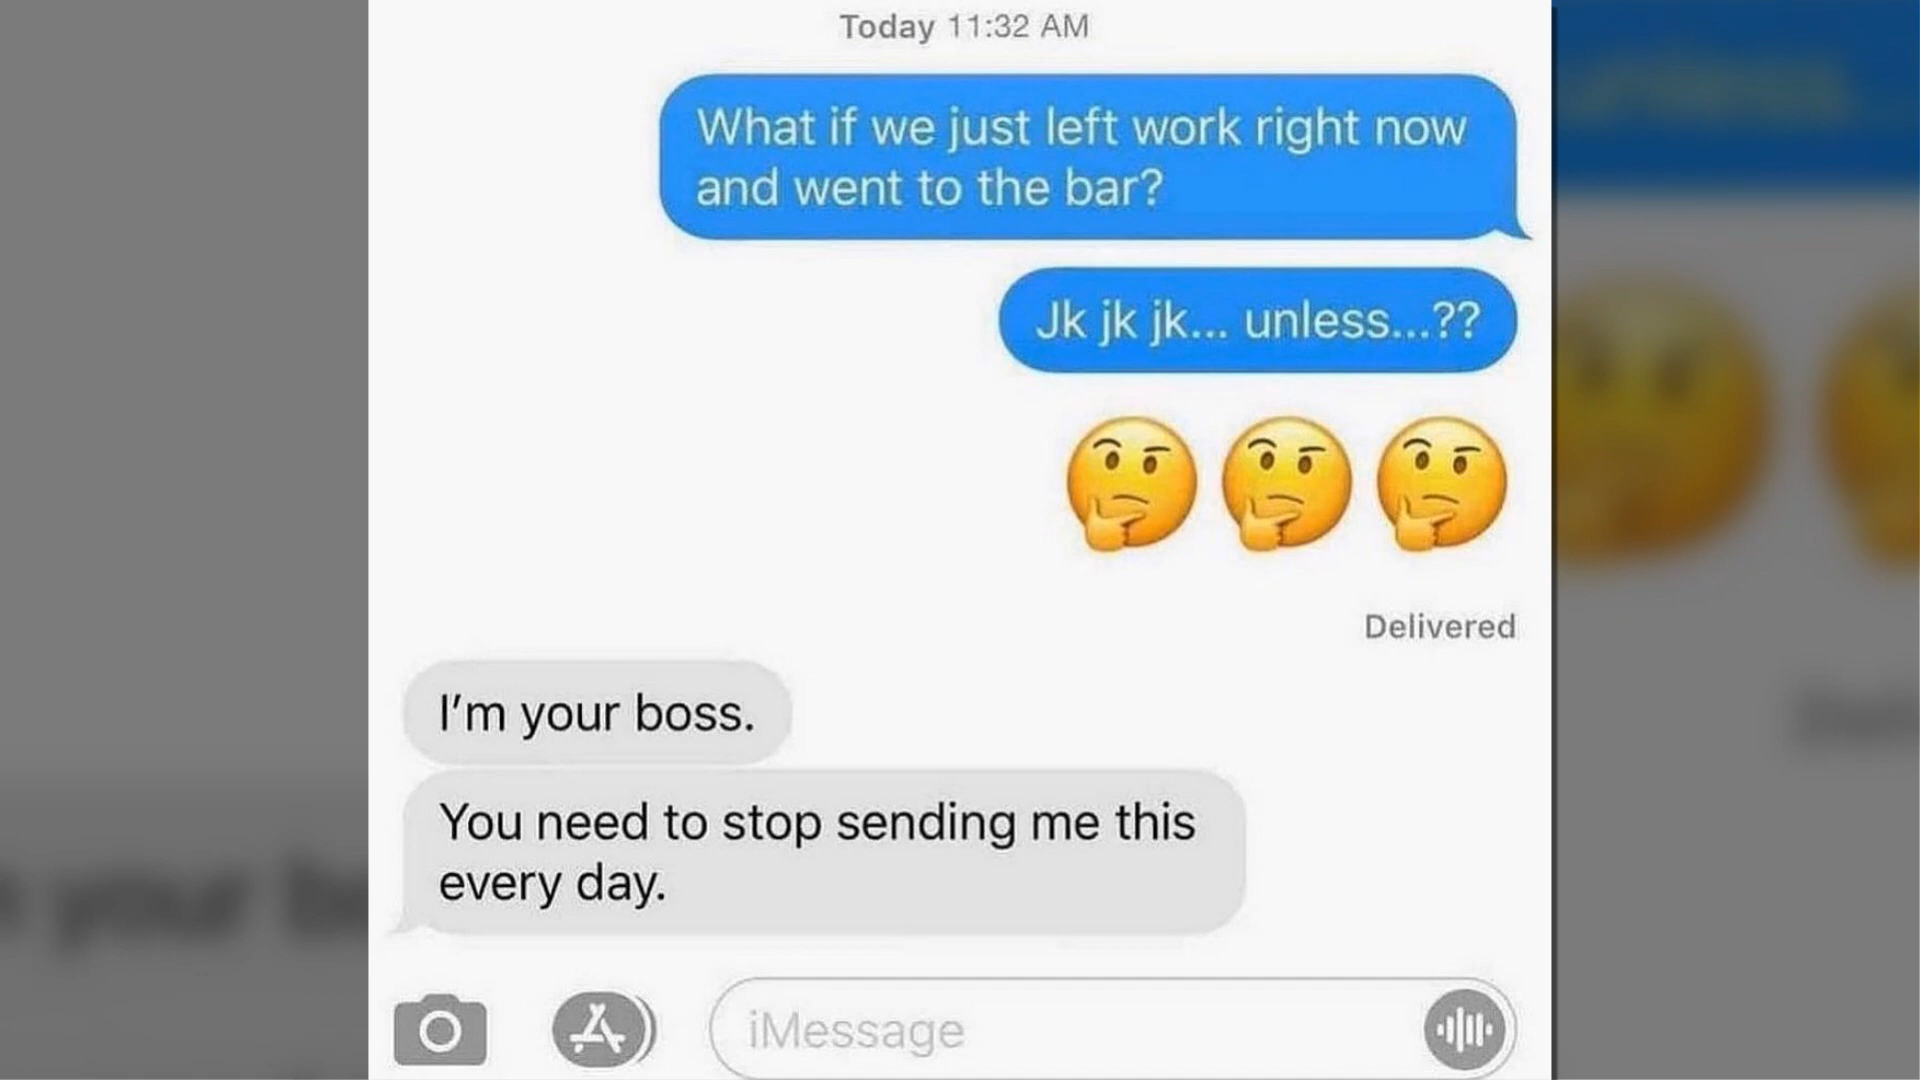 Today 11:32 AM
What if we just left work right now
and went to the bar?
Jk jk jk... unless...??
🤔🤔🤔
Delivered
I'm your boss.
You need to stop sending me this
every day.
iMessage